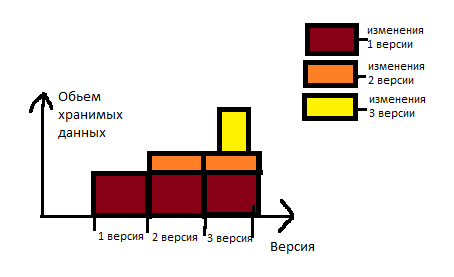 изменения
1 версии
изменения
2 версии
изменения
3 версии
Обьем
хранимых
данных
1 версия
2 версия
3 версия
Версия